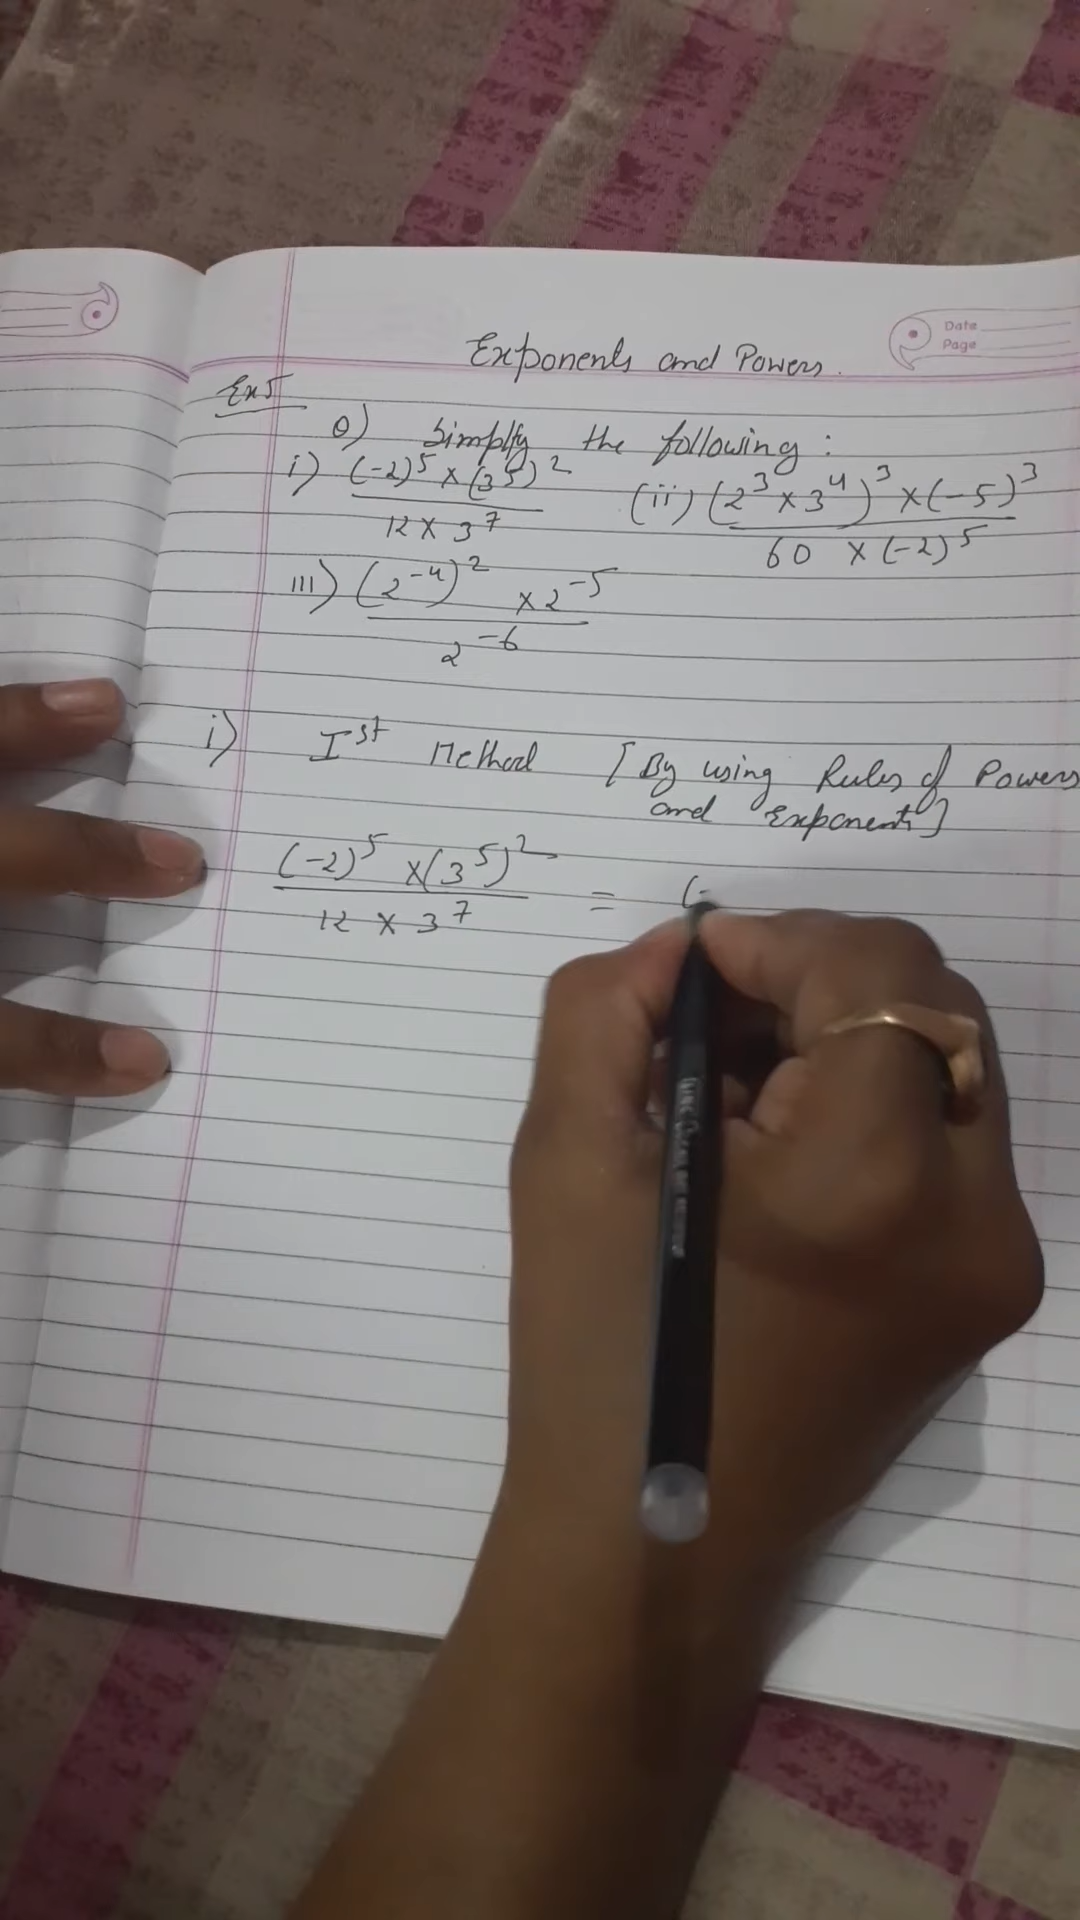 Date
Page
Exponents and Powers.
Ex 5
Q) Simplify the following :
i) (-2)^5 × (3^5)^2 / 12 × 3^7 (ii) (2^3 × 3^4)^3 × (-5)^3 / 60 × (-2)^5
iii) (2^-4)^2 × 2^-5 / 2^-6
i) Ist Method [By using Rules of Powers
and Exponents]
(-2)^5 × (3^5)^2 / 12 × 3^7 = (-